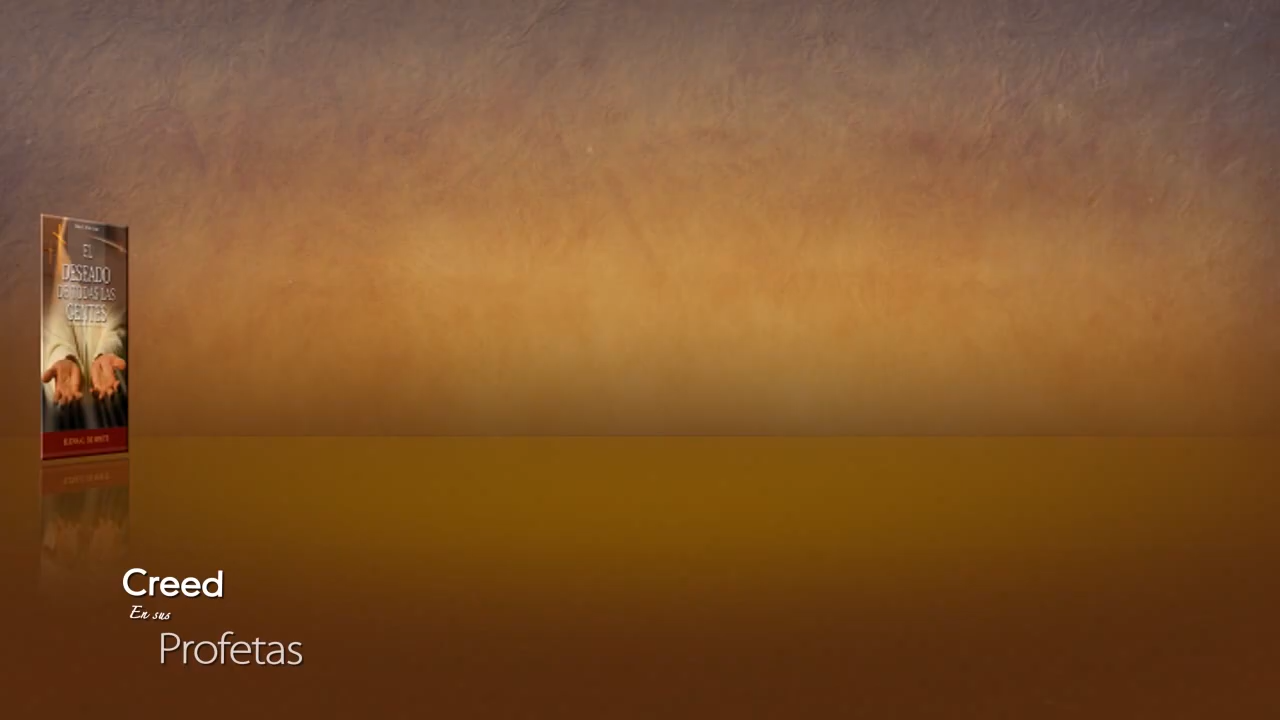 EL
DESEADO
DE TODAS LAS
GENTES
Creed
En sus
Profetas